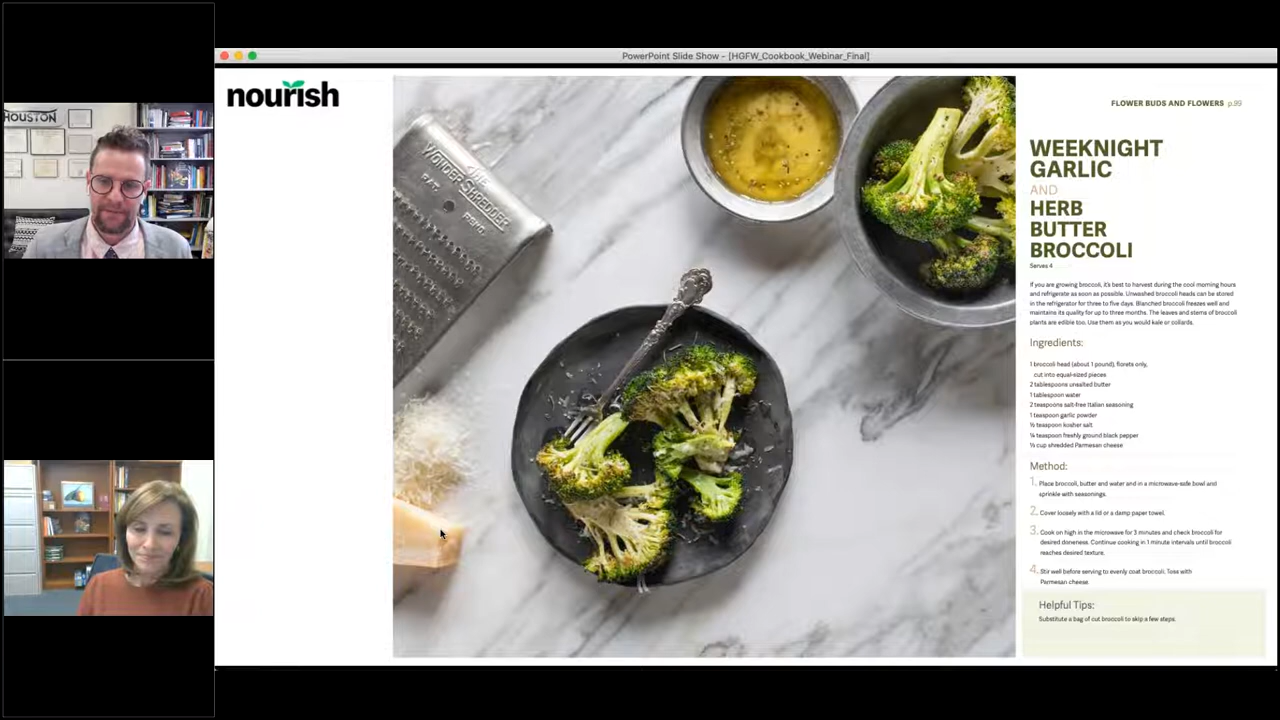 PowerPoint Slide Show - [HGFW_Cookbook_Webinar_Final]
HOUSTON
nourish
The
WONDER SHREDDER
PAT.
PEND.
FLOWER BUDS AND FLOWERS p.99
WEEKNIGHT
GARLIC
AND
HERB
BUTTER
BROCCOLI
Serves 4
If you are growing broccoli, it's best to harvest during the cool morning hours
and refrigerate as soon as possible. Unwashed broccoli heads can be stored
in the refrigerator for three to five days. Blanched broccoli freezes well and
maintains its quality for up to three months. The leaves and stems of broccoli
plants are edible too. Use them as you would kale or collards.
Ingredients:
1 broccoli head (about 1 pound), florets only,
cut into equal-sized pieces
2 tablespoons unsalted butter
1 tablespoon water
2 teaspoons salt-free Italian seasoning
1 teaspoon garlic powder
½ teaspoon kosher salt
¼ teaspoon freshly ground black pepper
⅓ cup shredded Parmesan cheese
Method:
1. Place broccoli, butter and water and in a microwave-safe bowl and
sprinkle with seasonings.
2. Cover loosely with a lid or a damp paper towel.
3. Cook on high in the microwave for 3 minutes and check broccoli for
desired doneness. Continue cooking in 1 minute intervals until broccoli
reaches desired texture.
4. Stir well before serving to evenly coat broccoli. Toss with
Parmesan cheese.
Helpful Tips:
Substitute a bag of cut broccoli to skip a few steps.